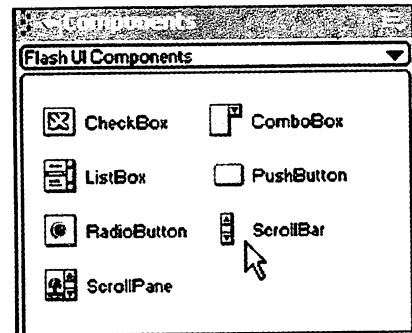 Components
Flash UI Components
CheckBox ComboBox
ListBox PushButton
RadioButton ScrollBar
ScrollPane